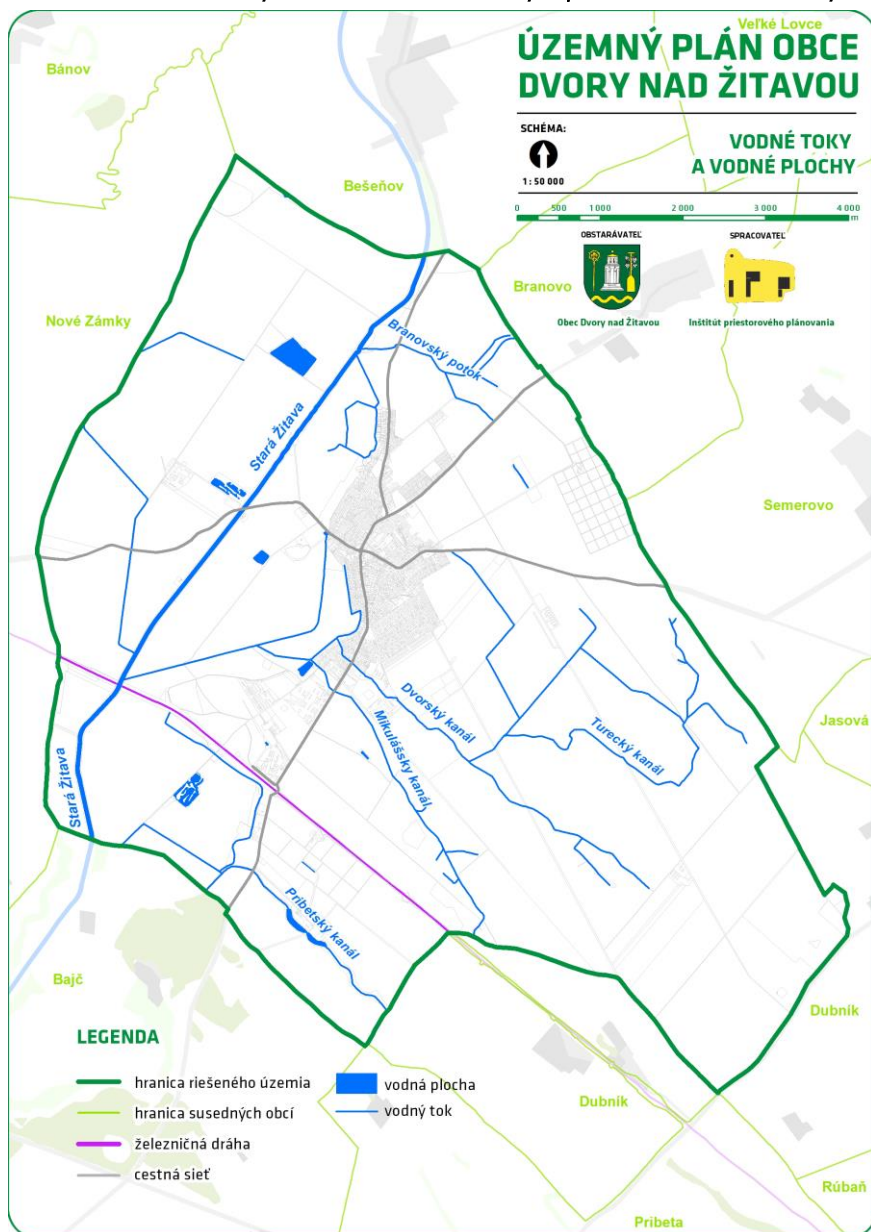 Veľké Lovce
ÚZEMNÝ PLÁN OBCE
DVORY NAD ŽITAVOU
SCHÉMA:
1 : 50 000
VODNÉ TOKY
A VODNÉ PLOCHY
0 500 1 000 2 000 3 000 4 000
m
OBSTARÁVATEĽ
SPRACOVATEĽ
Obec Dvory nad Žitavou
Inštitút priestorového plánovania
Bánov
Bešeňov
Branovo
Nové Zámky
Branovský potok
Stará Žitava
Semerovo
Jasová
Dvorský kanál
Turecký kanál
Mikulášsky kanál
Stará Žitava
Pribetský kanál
Bajč
Dubník
Dubník
Rúbaň
Pribeta
LEGENDA
hranica riešeného územia
hranica susedných obcí
železničná dráha
cestná sieť
vodná plocha
vodný tok